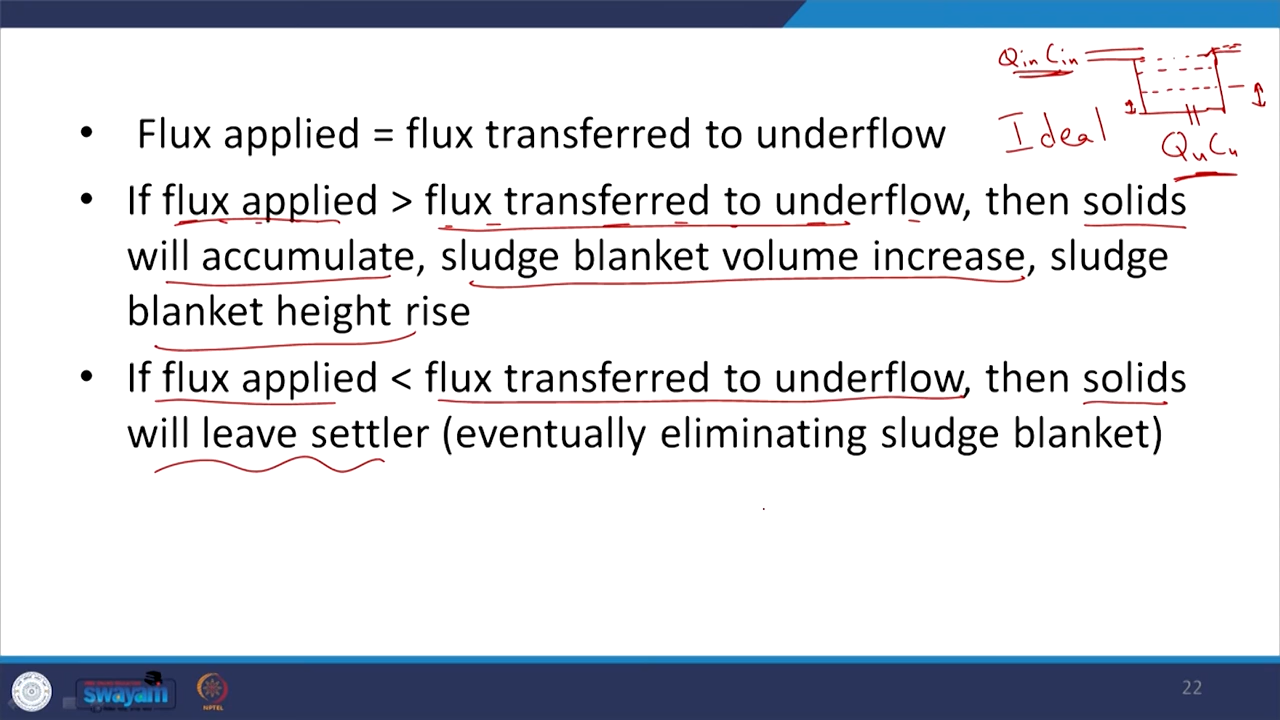 Qin Cin
Ideal
Qu Cu
• Flux applied = flux transferred to underflow
• If flux applied > flux transferred to underflow, then solids
will accumulate, sludge blanket volume increase, sludge
blanket height rise
• If flux applied < flux transferred to underflow, then solids
will leave settler (eventually eliminating sludge blanket)
swayam
NPTEL
22